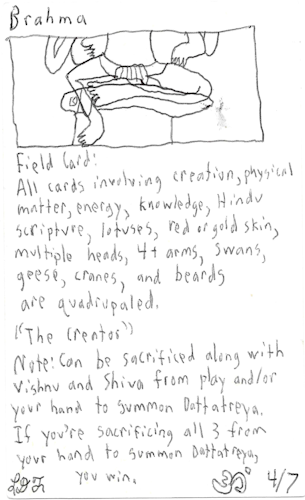 Brahma
Field Card:
All cards involving creation, physical
matter, energy, knowledge, Hindu
scripture, lotuses, red or gold skin,
multiple heads, 4+ arms, swans,
geese, cranes, and beards
are quadrupaled.
("The Creator")
Note: Can be sacrificed along with
Vishnu and Shiva from play and/or
your hand to summon Dattatreya.
If you're sacrificing all 3 from
your hand to summon Dattatreya,
you win.
4/7